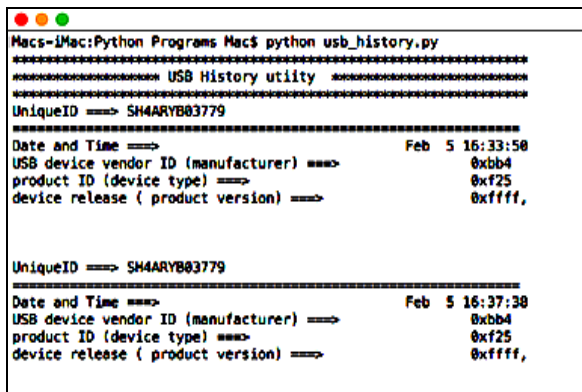 Macs-iMac:Python Programs Mac$ python usb_history.py
************************************************************
***************** USB History utiity ***********************
************************************************************
UniqueID ===> SH4ARYB03779
============================================================
Date and Time ===> Feb 5 16:33:50
USB device vendor ID (manufacturer) ===> 0xbb4
product ID (device type) ===> 0xf25
device release ( product version) ===> 0xffff,
UniqueID ===> SH4ARYB03779
============================================================
Date and Time ===> Feb 5 16:37:38
USB device vendor ID (manufacturer) ===> 0xbb4
product ID (device type) ===> 0xf25
device release ( product version) ===> 0xffff,